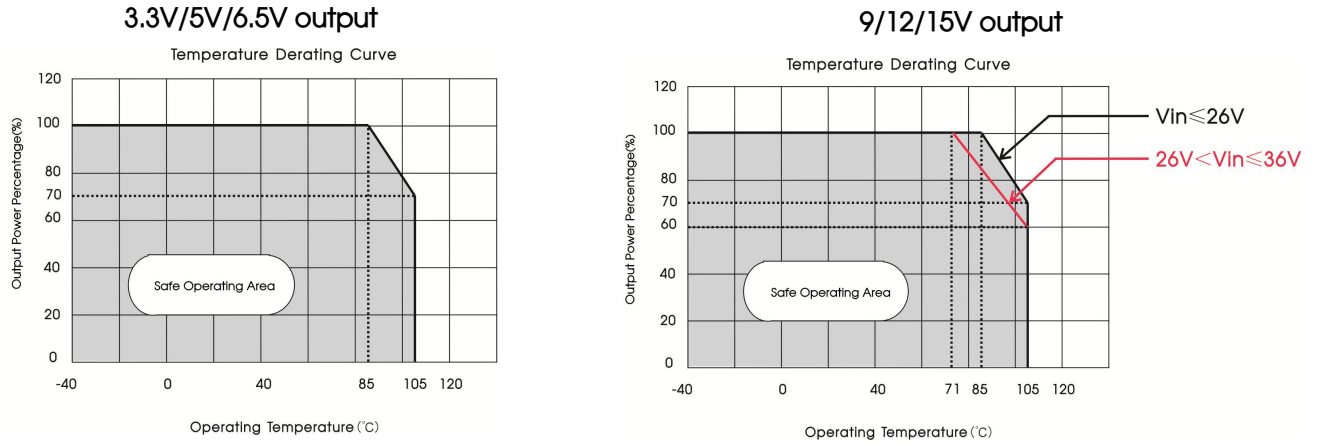 3.3V/5V/6.5V output
Temperature Derating Curve
Output Power Percentage(%)
120
100
80
70
60
40
20
0
Safe Operating Area
-40 0 40 85 105 120
Operating Temperature(℃)
9/12/15V output
Temperature Derating Curve
Output Power Percentage(%)
120
100
80
70
60
40
20
0
Vin≤26V
26V<Vin≤36V
Safe Operating Area
-40 0 40 71 85 105 120
Operating Temperature(℃)